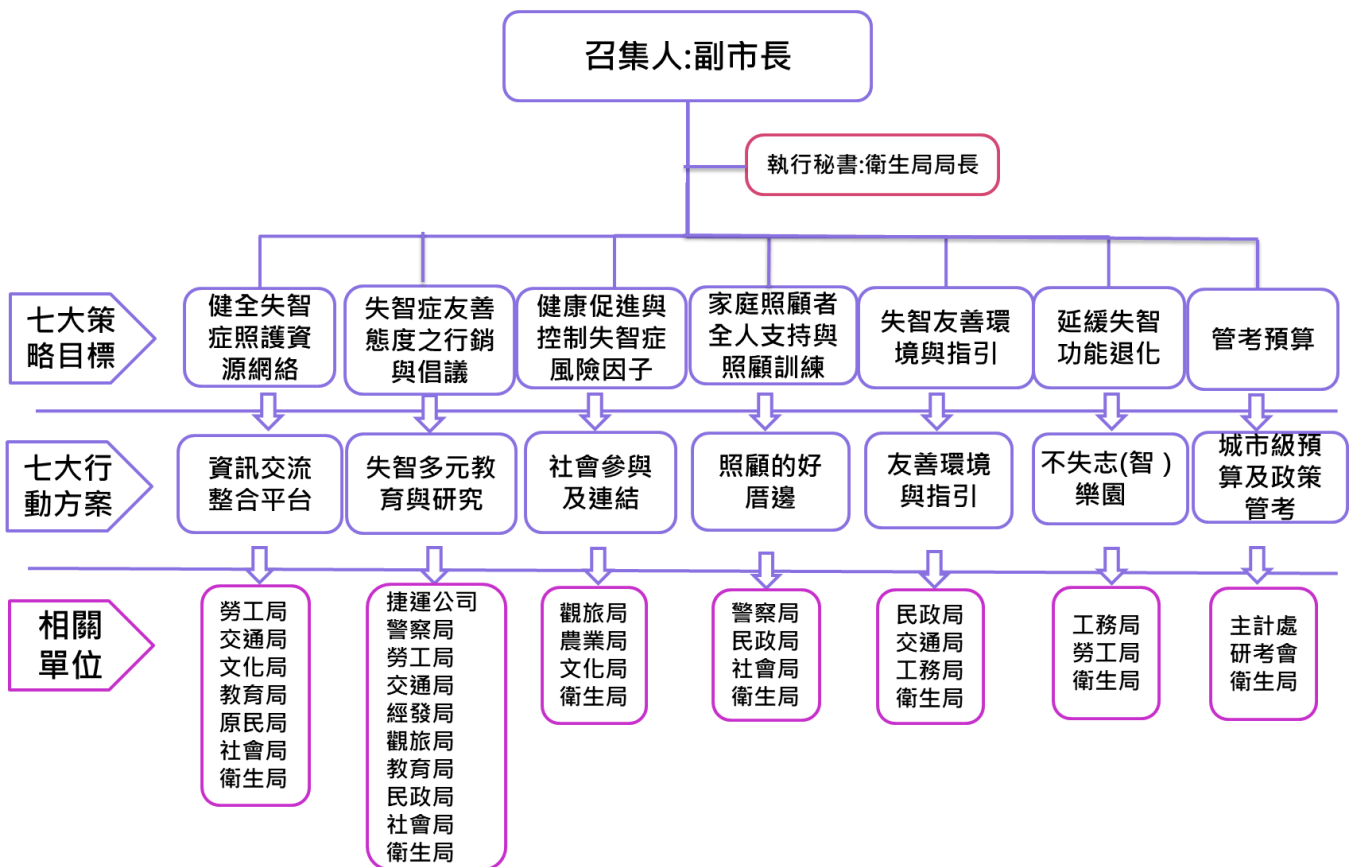 召集人:副市長
執行秘書:衛生局局長
七大策
略目標
健全失智
症照護資
源網絡
失智症友善
態度之行銷
與倡議
健康促進與
控制失智症
風險因子
家庭照顧者
全人支持與
照顧訓練
失智友善環
境與指引
延緩失智
功能退化
管考預算
七大行
動方案
資訊交流
整合平台
失智多元教
育與研究
社會參與
及連結
照顧的好
厝邊
友善環境
與指引
不失志(智)
樂園
城市級預
算及政策
管考
相關
單位
勞工局
交通局
文化局
教育局
原民局
社會局
衛生局
捷運公司
警察局
勞工局
交通局
經發局
觀旅局
教育局
民政局
社會局
衛生局
觀旅局
農業局
文化局
衛生局
警察局
民政局
社會局
衛生局
民政局
交通局
工務局
衛生局
工務局
勞工局
衛生局
主計處
研考會
衛生局